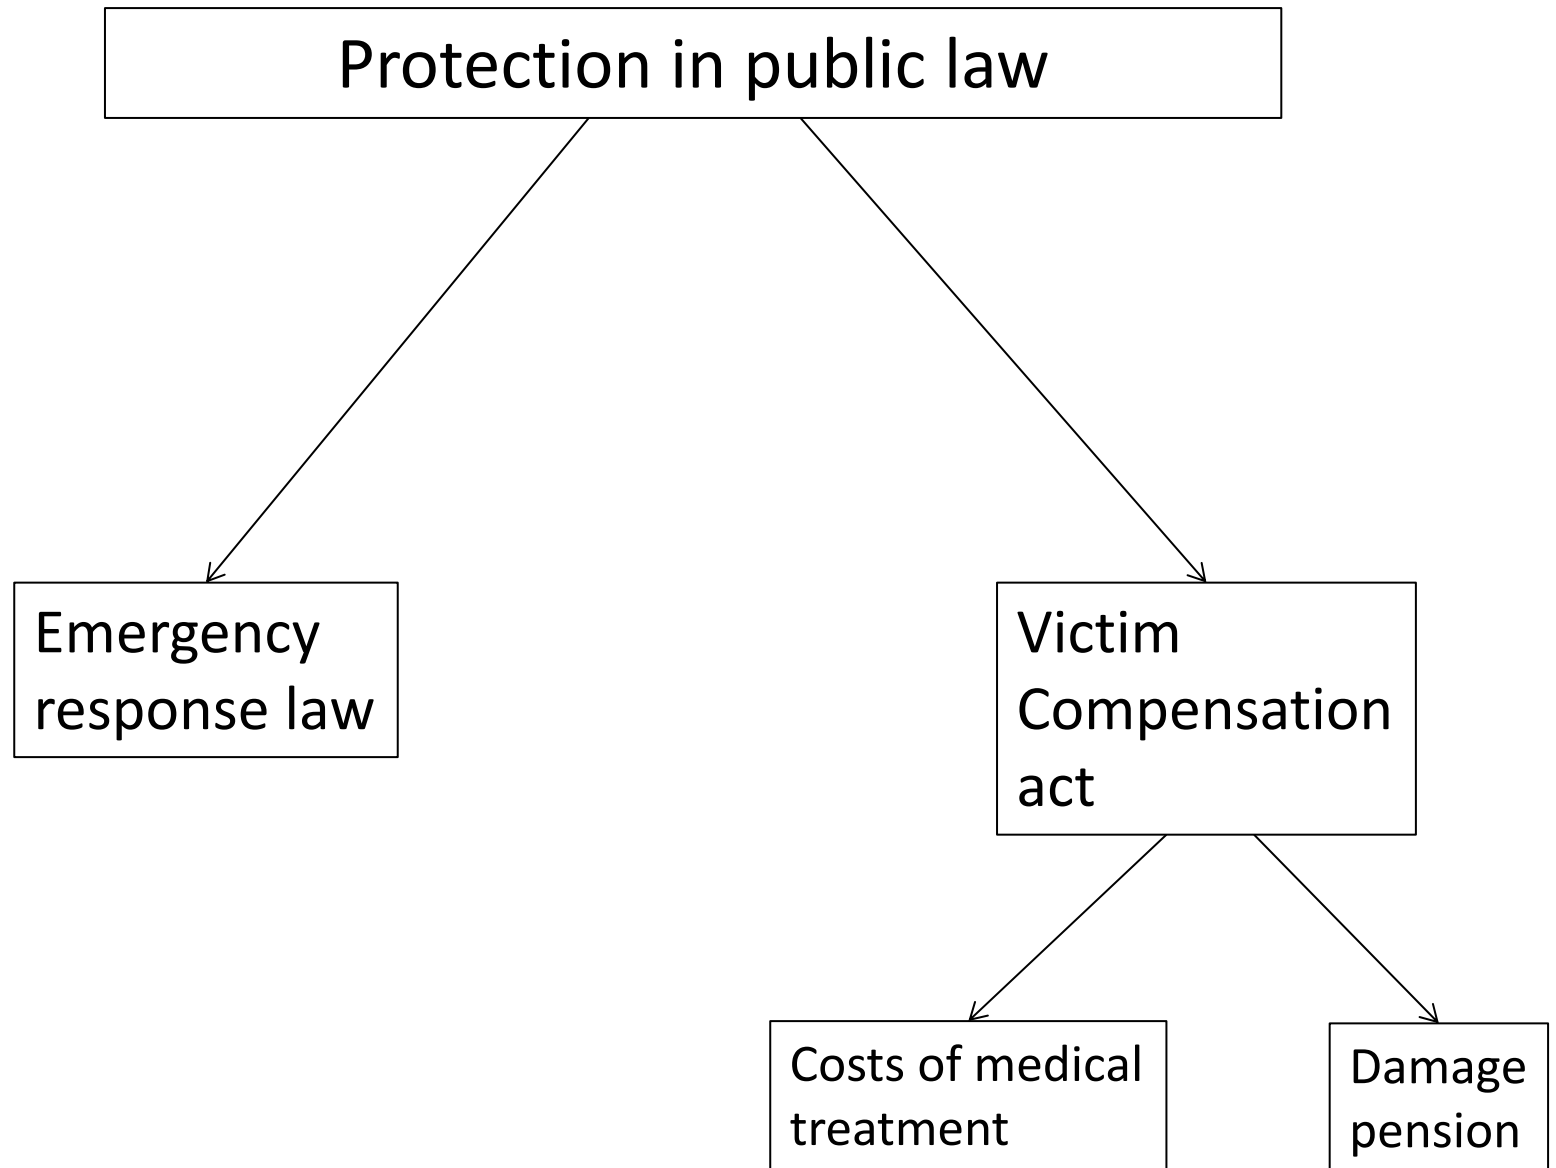 Protection in public law
Emergency
response law
Victim
Compensation
act
Costs of medical
treatment
Damage
pension